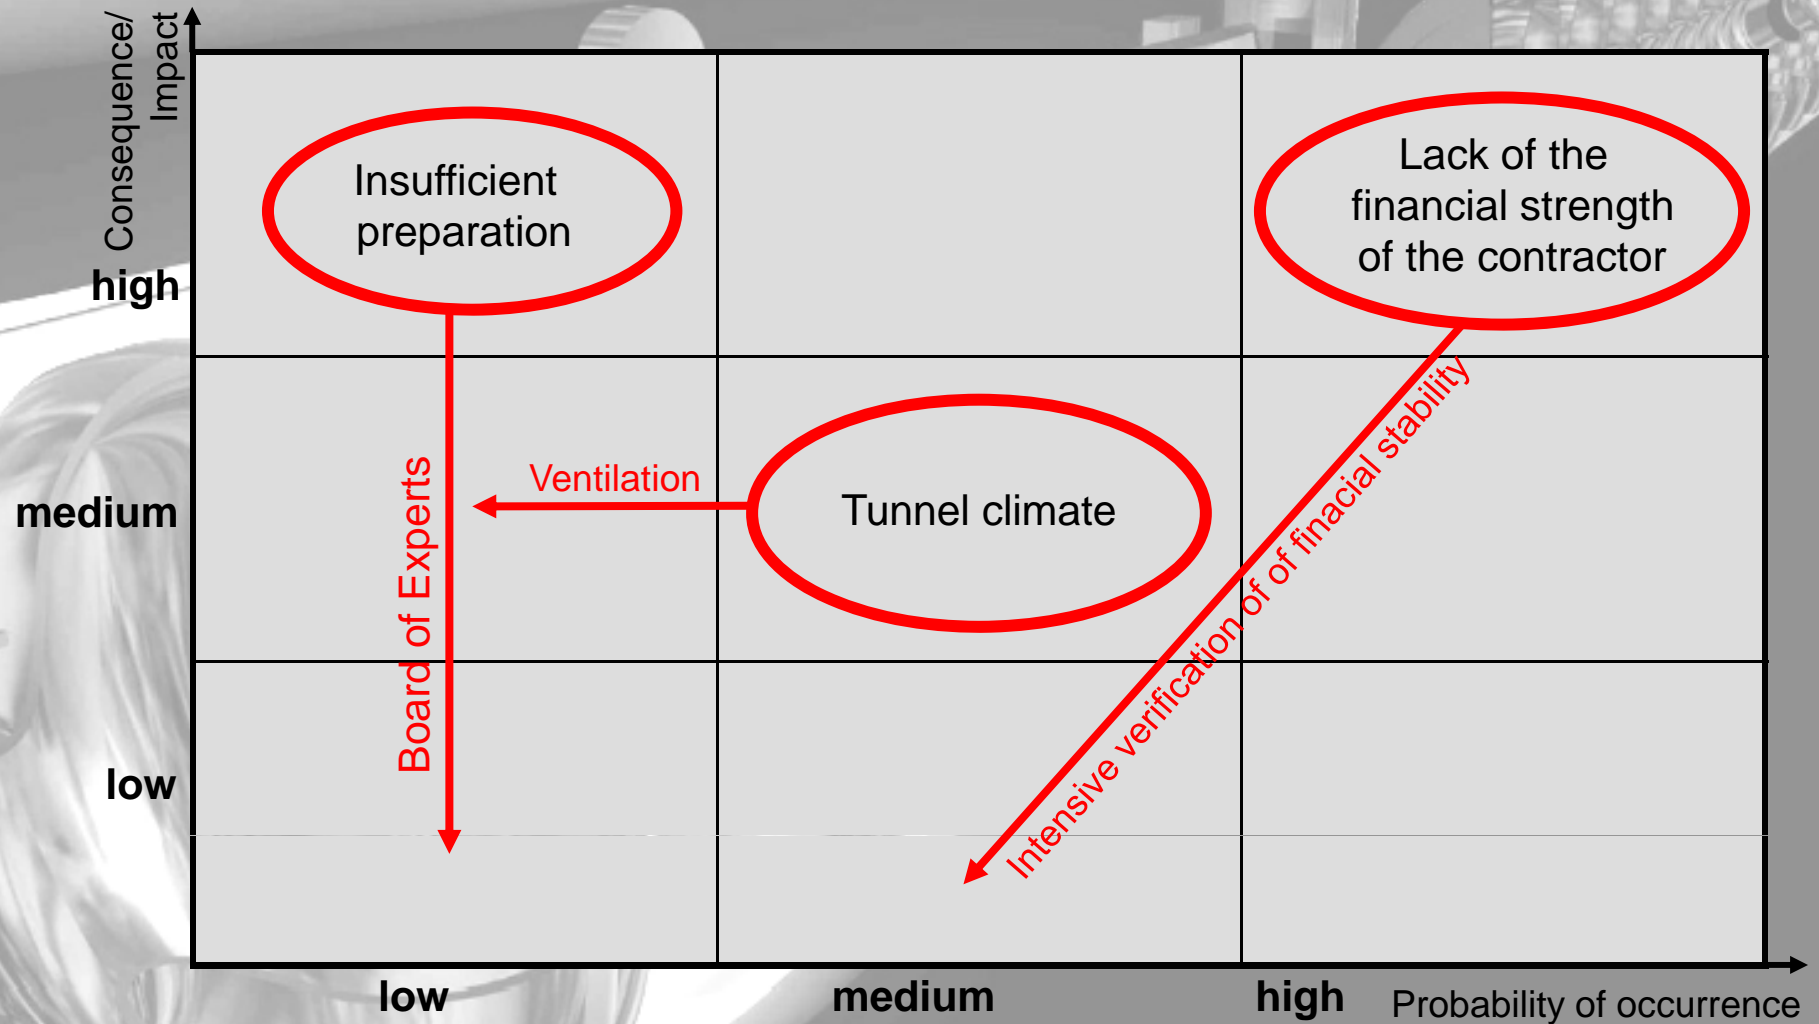 Consequence/
Impact
Insufficient
preparation
Lack of the
financial strength
of the contractor
high
Ventilation
Tunnel climate
Board of Experts
Intensive verification of of finacial stability
medium
low
low
medium
high
Probability of occurrence